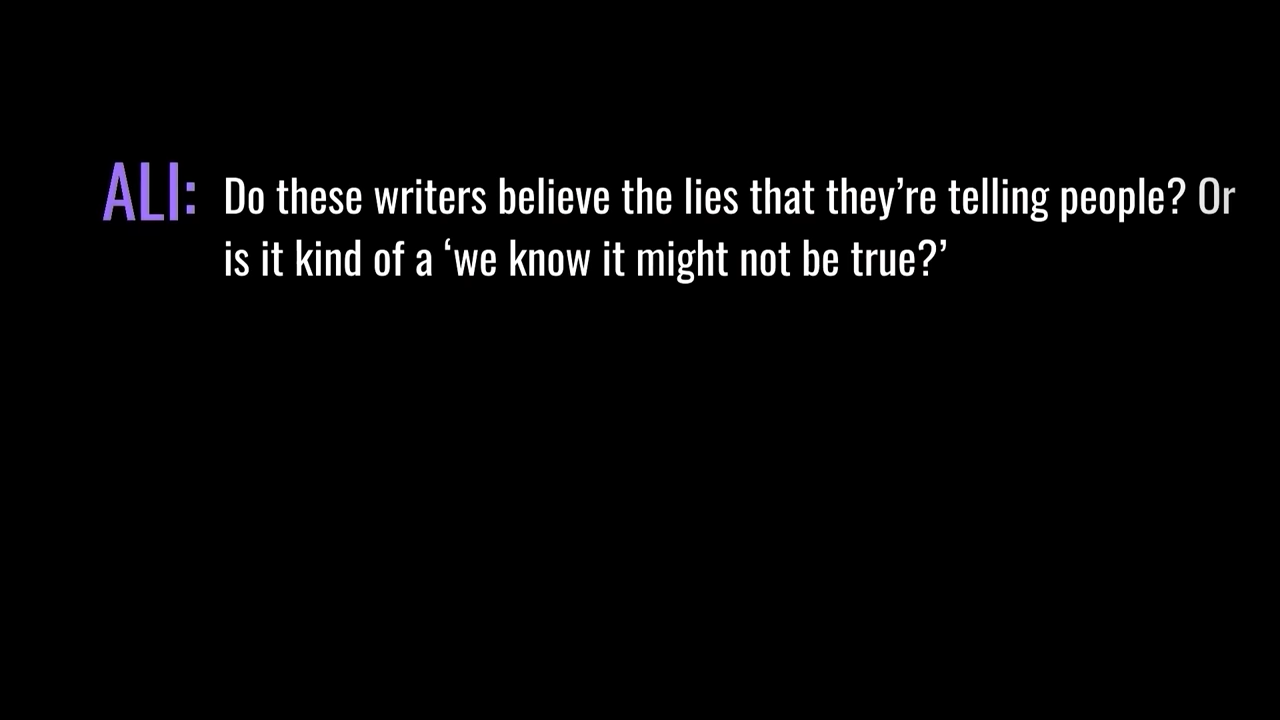 ALI: Do these writers believe the lies that they’re telling people? Or
is it kind of a ‘we know it might not be true?’